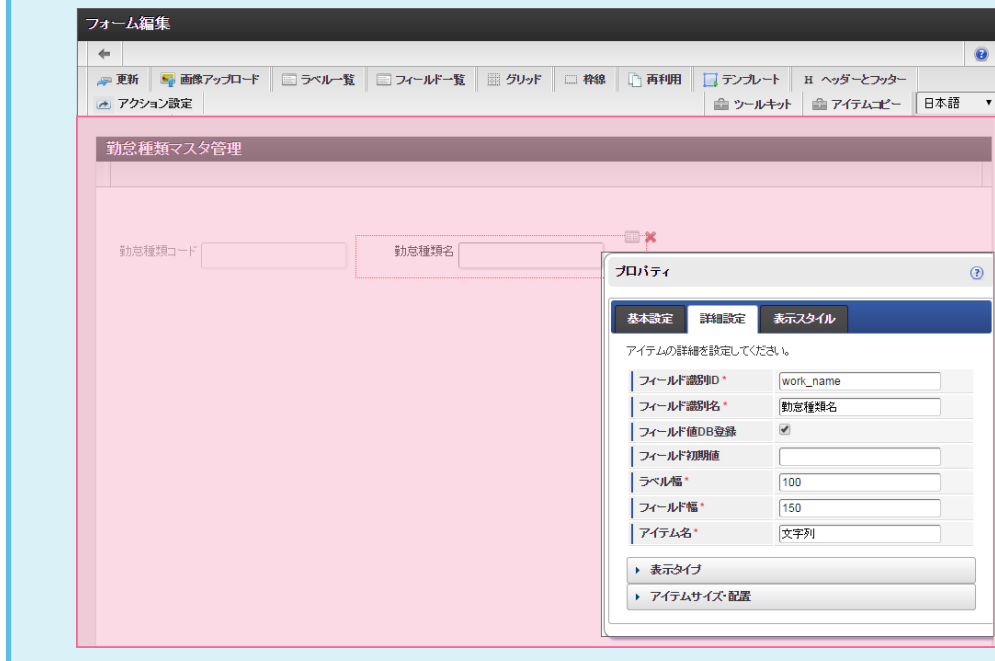 フォーム編集
更新 画像アップロード ラベル一覧 フィールド一覧 グリッド 枠線 再利用 テンプレート H ヘッダーとフッター
アクション設定 ツールキット アイテムコピー 日本語
勤怠種類マスタ管理
勤怠種類コード 勤怠種類名
プロパティ
基本設定 詳細設定 表示スタイル
アイテムの詳細を設定してください。
フィールド識別ID * work_name
フィールド識別名 * 勤怠種類名
フィールド値DB登録
フィールド初期値
ラベル幅 * 100
フィールド幅 * 150
アイテム名 * 文字列
表示タイプ
アイテムサイズ・配置